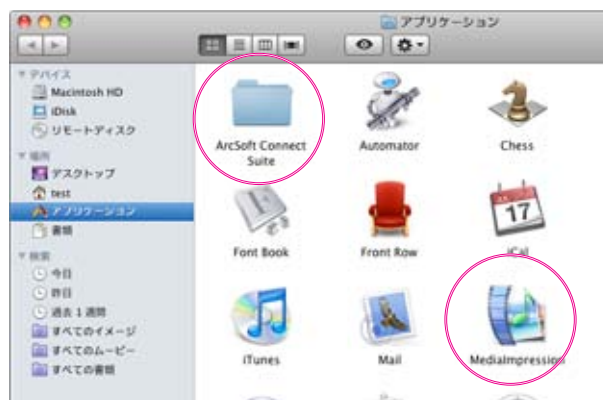 アプリケーション
デバイス
Macintosh HD
iDisk
リモートディスク
場所
デスクトップ
test
アプリケーション
書類
検索
今日
昨日
過去 1 週間
すべてのイメージ
すべてのムービー
すべての書類
ArcSoft Connect
Suite
Automator
Chess
Font Book
Front Row
17
iCal
iTunes
Mail
MediaImpression